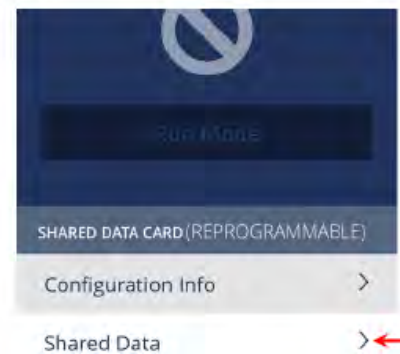 Run Mode
SHARED DATA CARD(REPROGRAMMABLE)
Configuration Info
Shared Data